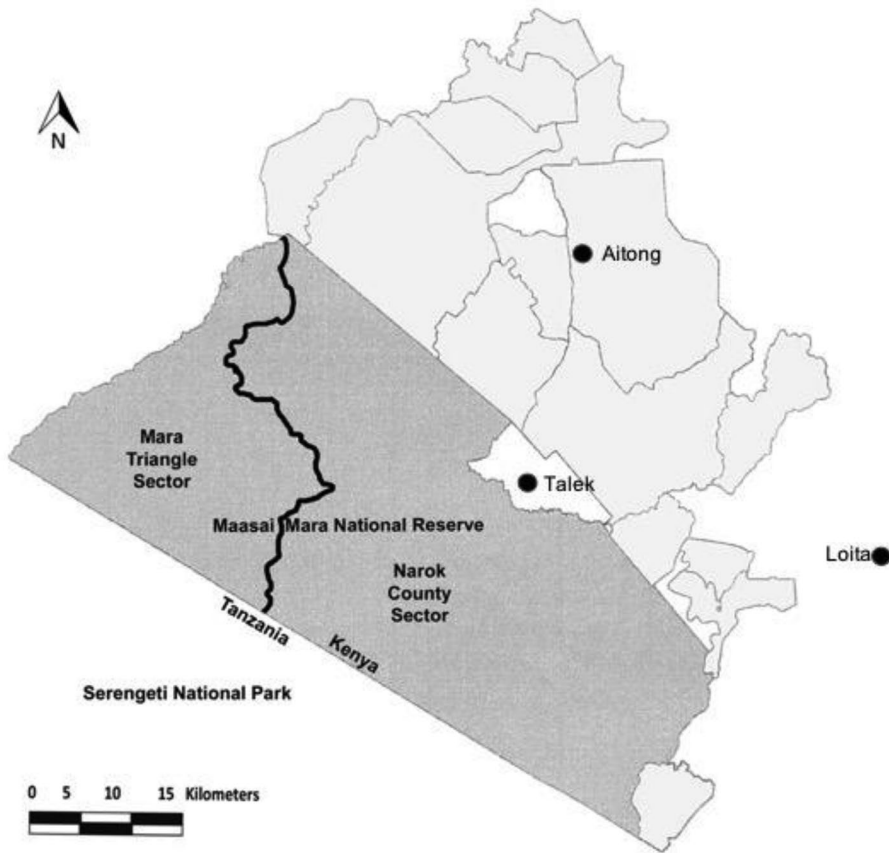 N
Aitong
Mara
Triangle
Sector
Talek
Maasai Mara National Reserve
Loita
Narok
County
Sector
Tanzania
Kenya
Serengeti National Park
0 5 10 15 Kilometers